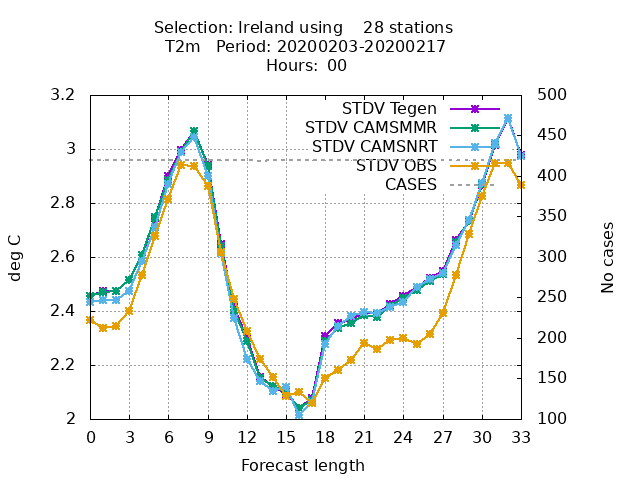 Selection: Ireland using    28 stations
T2m   Period: 20200203-20200217
Hours:  00
STDV Tegen
STDV CAMSMMR
STDV CAMSNRT
STDV OBS
CASES
deg C
3.2
3
2.8
2.6
2.4
2.2
2
500
450
400
350
300
250
200
150
100
No cases
0 3 6 9 12 15 18 21 24 27 30 33
Forecast length